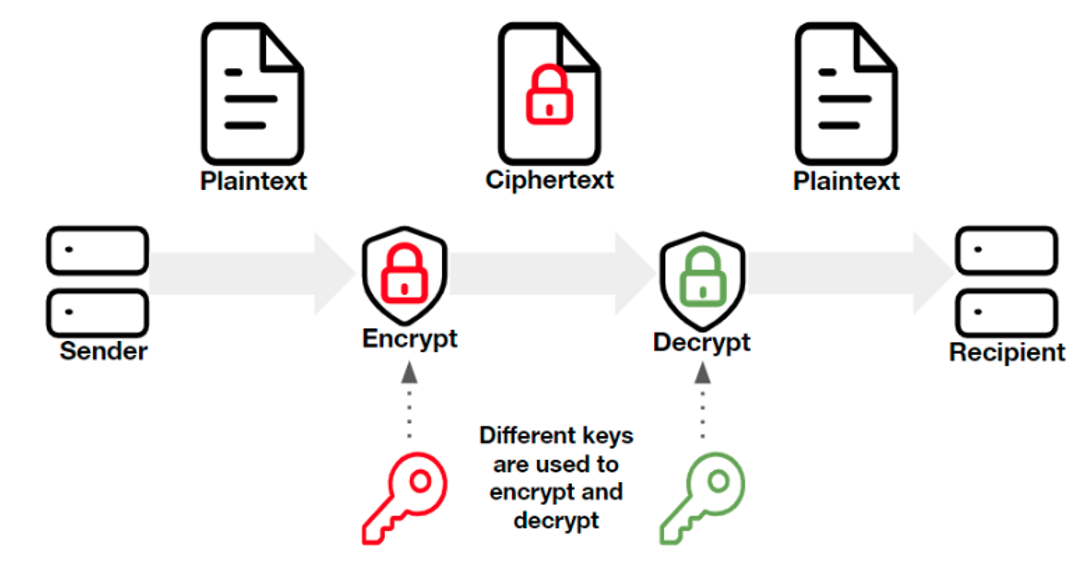 Plaintext
Ciphertext
Plaintext
Sender
Encrypt
Decrypt
Recipient
Different keys
are used to
encrypt and
decrypt